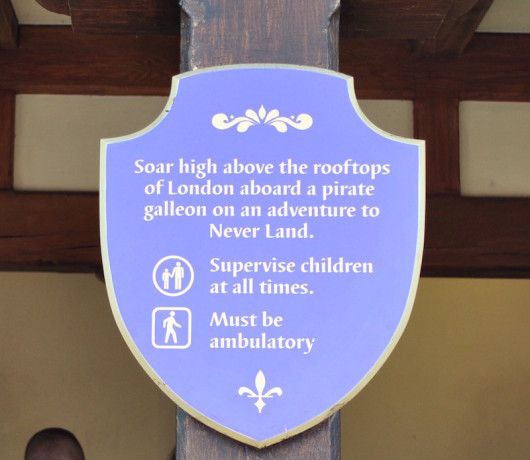 Soar high above the rooftops
of London aboard a pirate
galleon on an adventure to
Never Land.
Supervise children
at all times.
Must be
ambulatory